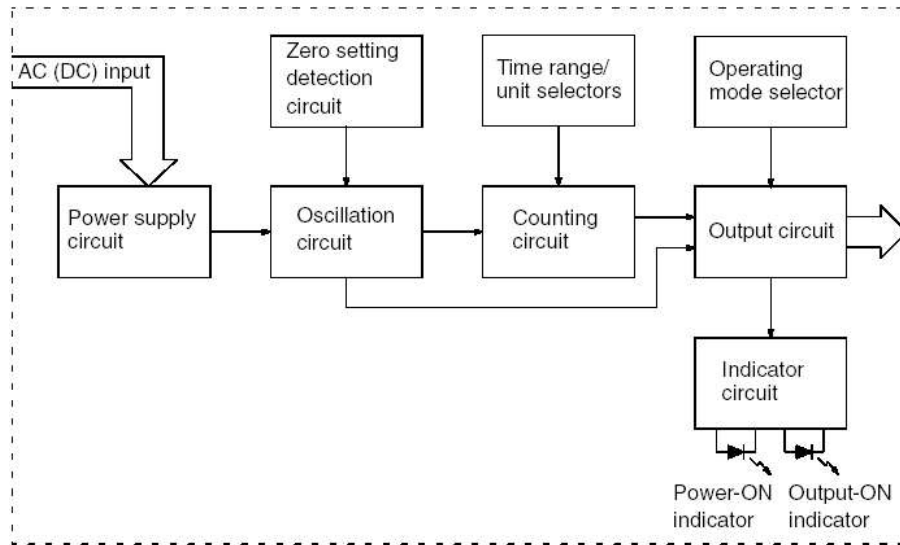 AC (DC) input
Zero setting
detection
circuit
Time range/
unit selectors
Operating
mode selector
Power supply
circuit
Oscillation
circuit
Counting
circuit
Output circuit
Indicator
circuit
Power-ON
indicator
Output-ON
indicator